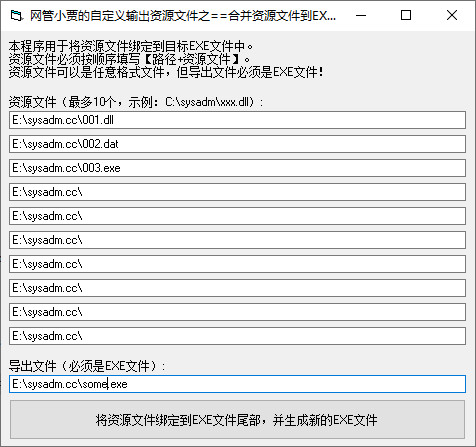 网管小贾的自定义输出资源文件之==合并资源文件到EX...
本程序用于将资源文件绑定到目标EXE文件中。
资源文件必须按顺序填写【路径+资源文件】。
资源文件可以是任意格式文件，但导出文件必须是EXE文件！
资源文件（最多10个，示例：C:\sysadm\xxx.dll）:
E:\sysadm.cc\001.dll
E:\sysadm.cc\002.dat
E:\sysadm.cc\003.exe
E:\sysadm.cc\
E:\sysadm.cc\
E:\sysadm.cc\
E:\sysadm.cc\
E:\sysadm.cc\
E:\sysadm.cc\
E:\sysadm.cc\
导出文件（必须是EXE文件）:
E:\sysadm.cc\some.exe
将资源文件绑定到EXE文件尾部，并生成新的EXE文件